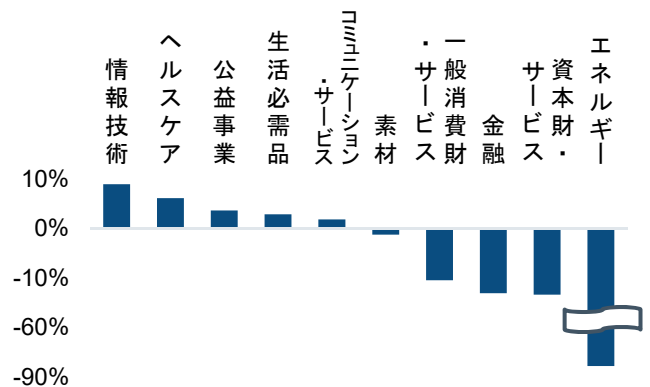 情報技術
ヘルスケア
公益事業
生活必需品
コミュニケーション
・サービス
素材
一般消費財
・サービス
金融
資本財・
サービス
エネルギー
10%
0%
-10%
-60%
-90%